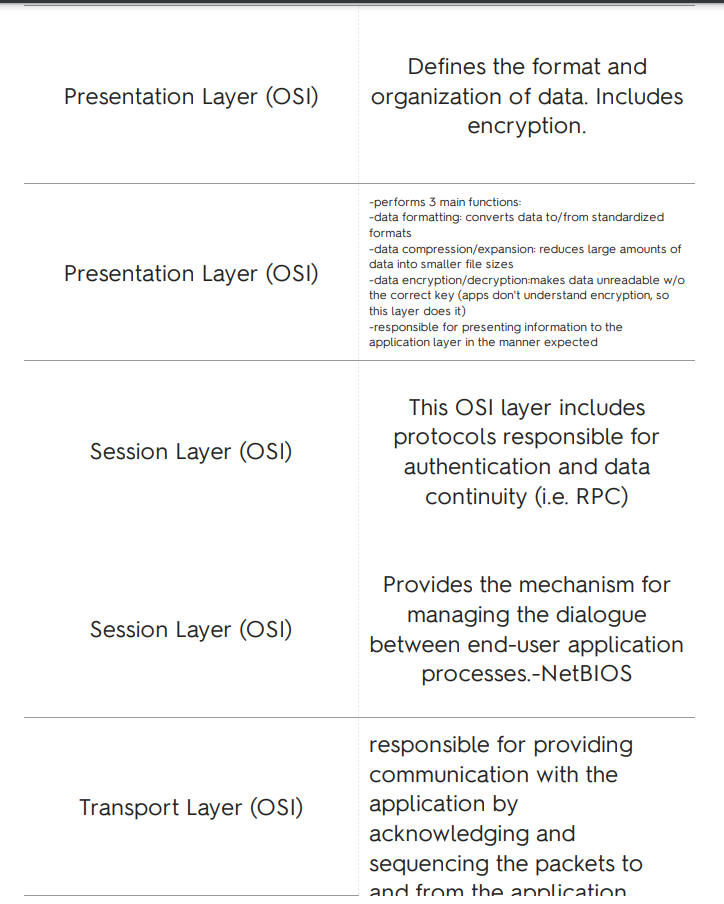 Presentation Layer (OSI)
Defines the format and
organization of data. Includes
encryption.
Presentation Layer (OSI)
-performs 3 main functions:
-data formatting: converts data to/from standardized
formats
-data compression/expansion: reduces large amounts of
data into smaller file sizes
-data encryption/decryption:makes data unreadable w/o
the correct key (apps don't understand encryption, so
this layer does it)
-responsible for presenting information to the
application layer in the manner expected
Session Layer (OSI)
This OSI layer includes
protocols responsible for
authentication and data
continuity (i.e. RPC)
Session Layer (OSI)
Provides the mechanism for
managing the dialogue
between end-user application
processes.-NetBIOS
Transport Layer (OSI)
responsible for providing
communication with the
application by
acknowledging and
sequencing the packets to
and from the application